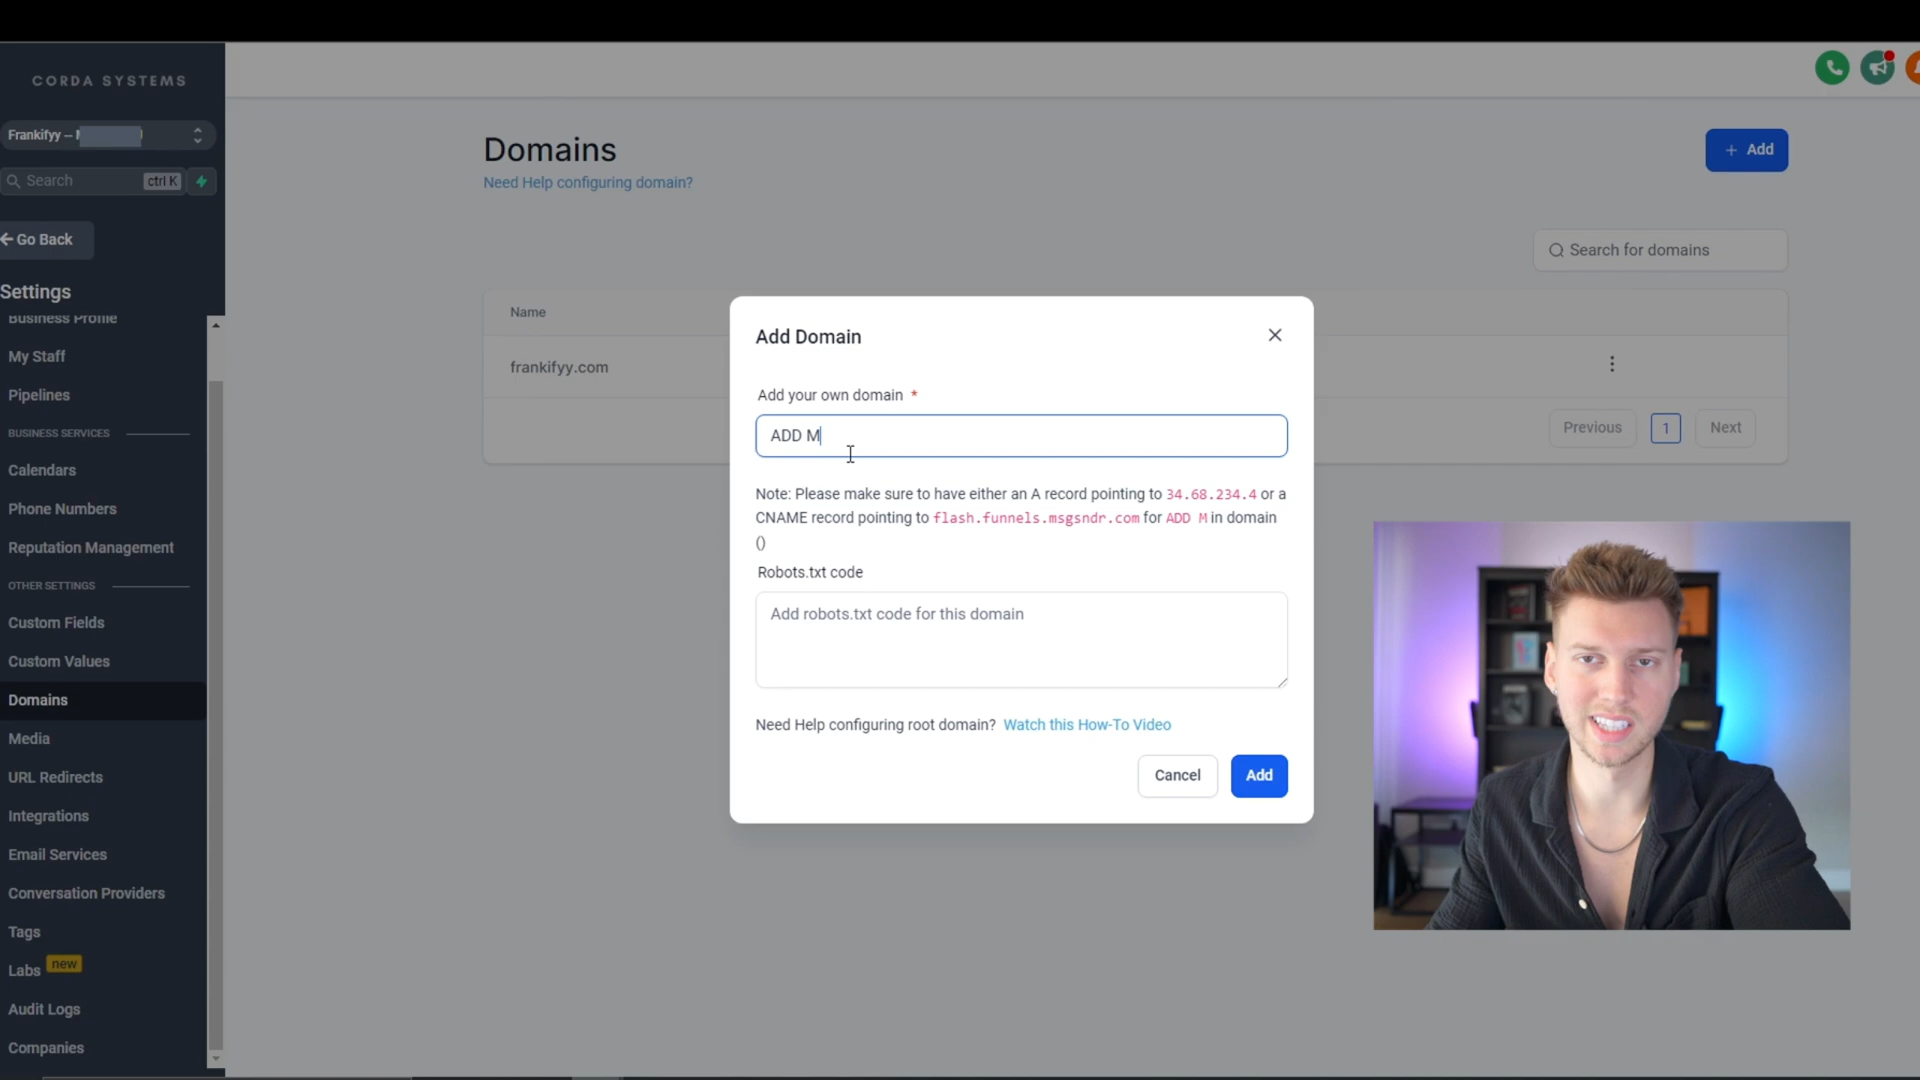 CORDA SYSTEMS
Frankifyy –
Search ctrl K
Go Back
Settings
Business Profile
My Staff
Pipelines
BUSINESS SERVICES
Calendars
Phone Numbers
Reputation Management
OTHER SETTINGS
Custom Fields
Custom Values
Domains
Media
URL Redirects
Integrations
Email Services
Conversation Providers
Tags
Labs new
Audit Logs
Companies
Domains
Need Help configuring domain?
+ Add
Search for domains
Name
frankifyy.com
Previous 1 Next
Add Domain
Add your own domain *
ADD M
Note: Please make sure to have either an A record pointing to 34.68.234.4 or a
CNAME record pointing to flash.funnels.msgsndr.com for ADD M in domain
()
Robots.txt code
Add robots.txt code for this domain
Need Help configuring root domain? Watch this How-To Video
Cancel
Add